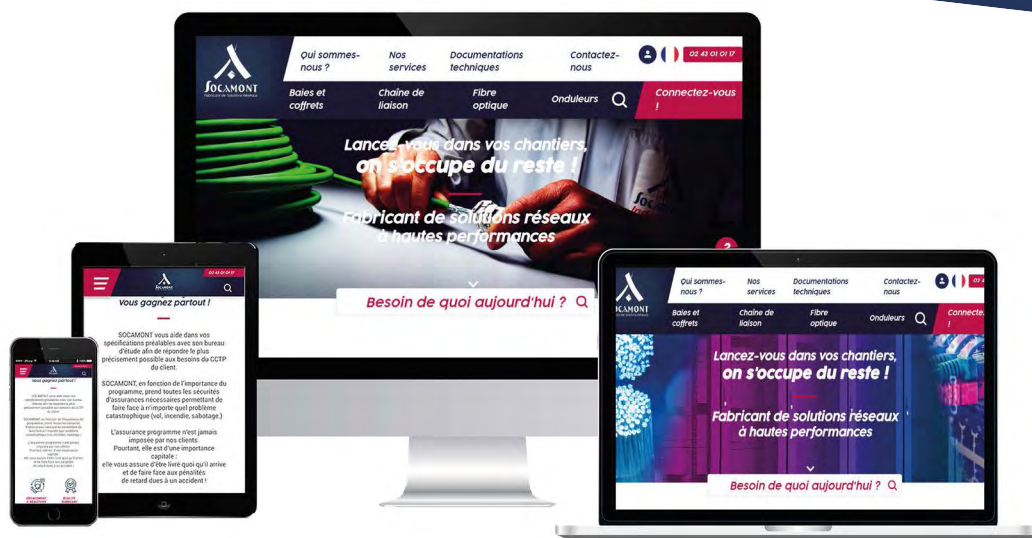 SOCAMONT
Fabricant de Solutions Réseaux
Qui sommes-
nous ?
Nos
services
Documentations
techniques
Contactez-
nous
02 43 01 01 17
Baies et
coffrets
Chaîne de
liaison
Fibre
optique
Onduleurs
Connectez-vous
!
Lancez-vous dans vos chantiers,
on s'occupe du reste !
Fabricant de solutions réseaux
à hautes performances
Besoin de quoi aujourd'hui ?
02 43 01 01 17
SOCAMONT
Vous gagnez partout !
SOCAMONT vous aide dans vos
spécifications préalables avec son bureau
d'étude afin de répondre le plus
précisement possible aux besoins du CCTP
du client.
SOCAMONT, en fonction de l'importance du
programme, prend toutes les sécurités
d'assurances nécessaires permettant de
faire face à n'importe quel problème
catastrophique (vol, incendie, sabotage.)
L'assurance programme n'est jamais
imposée par nos clients.
Pourtant, elle est d'une importance
capitale :
elle vous assure d'être livré quoi qu'il arrive
et de faire face aux pénalités
de retard dues à un accident !
Vous gagnez partout !
OCAMONT
Qui sommes-
nous ?
Nos
services
Documentations
techniques
Contactez-
nous
02 4
Baies et
coffrets
Chaîne de
liaison
Fibre
optique
Onduleurs
Connecte
!
Lancez-vous dans vos chantiers,
on s'occupe du reste !
Fabricant de solutions réseaux
à hautes performances
Besoin de quoi aujourd'hui ?